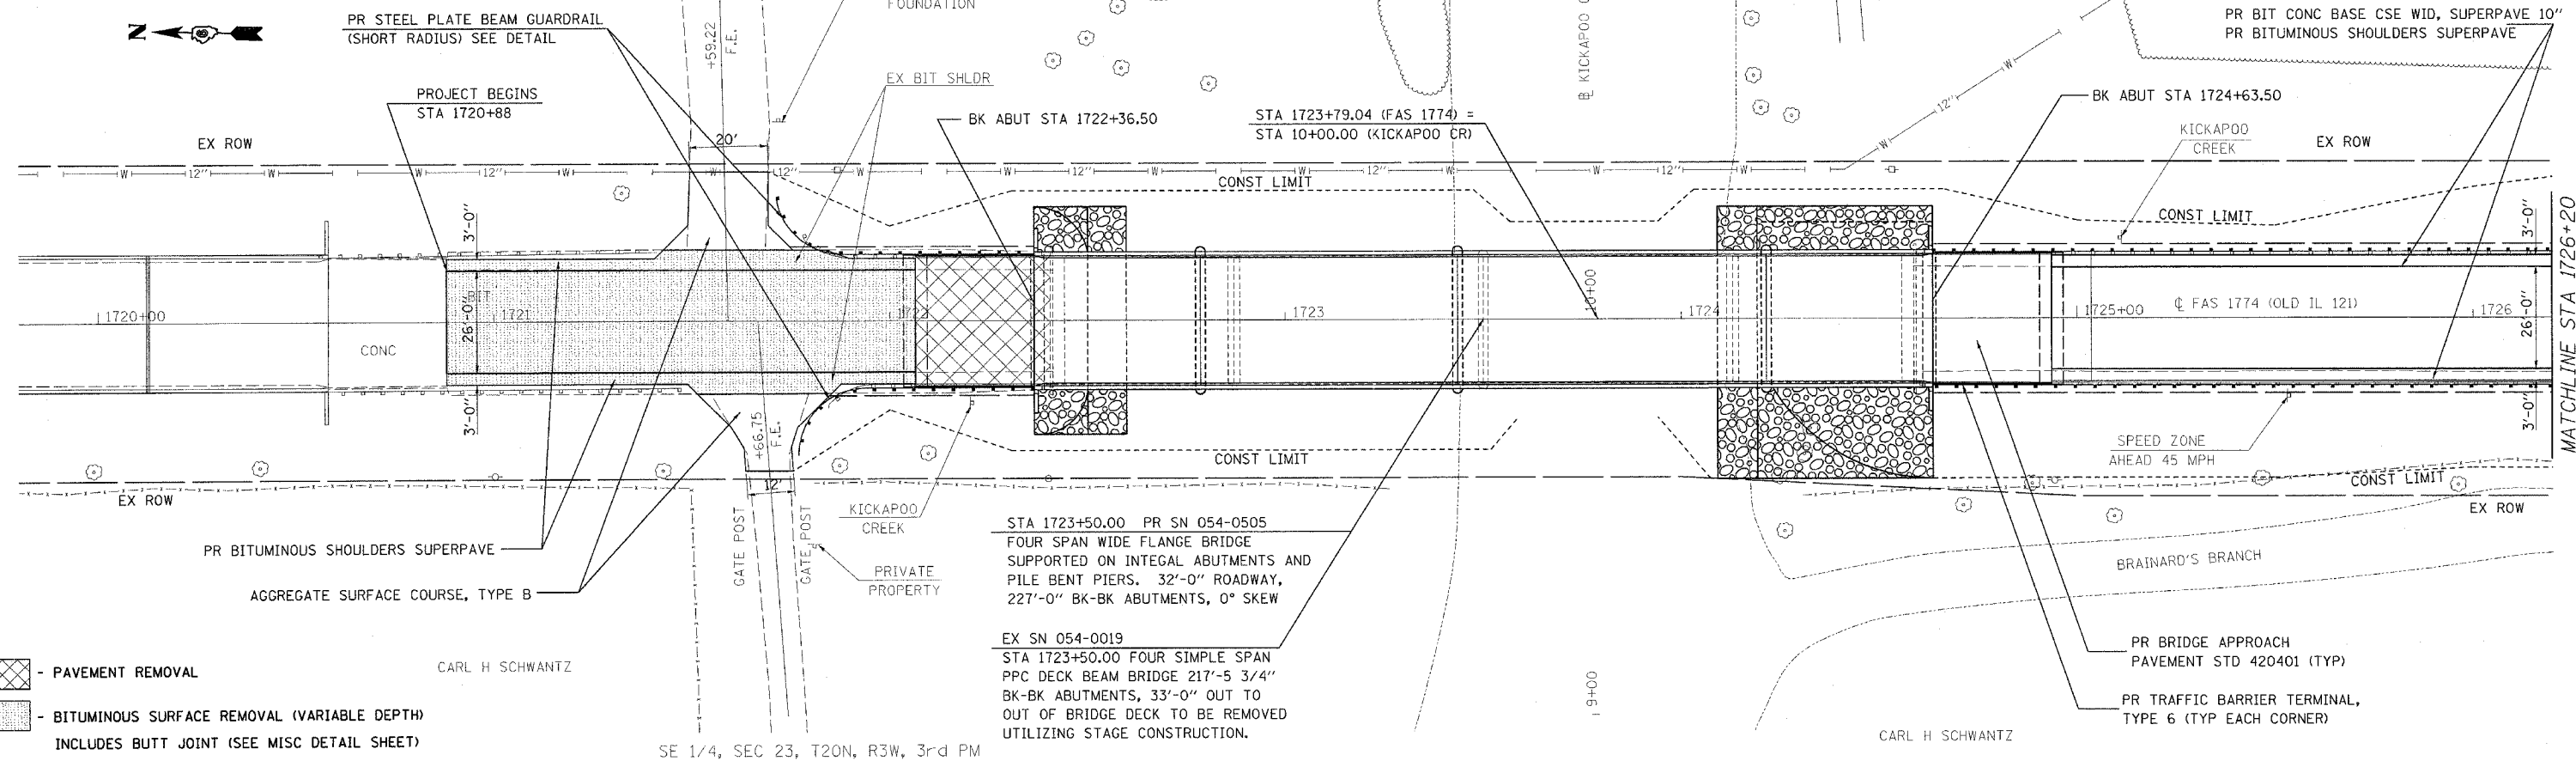 N
PR STEEL PLATE BEAM GUARDRAIL
(SHORT RADIUS) SEE DETAIL
+59.22
F.E.
FOUNDATION
℄ KICKAPOO
PR BIT CONC BASE CSE WID, SUPERPAVE 10"
PR BITUMINOUS SHOULDERS SUPERPAVE
PROJECT BEGINS
STA 1720+88
EX BIT SHLDR
BK ABUT STA 1722+36.50
STA 1723+79.04 (FAS 1774) =
STA 10+00.00 (KICKAPOO CR)
BK ABUT STA 1724+63.50
W
12"
W
KICKAPOO
CREEK
EX ROW
20'
EX ROW
W
12"
W
W
12"
W
12"
W
W
12"
W
W
12"
W
W
12"
W
CONST LIMIT
CONST LIMIT
3'-0"
3'-0"
BIT
26'-0"
1720+00
1721
1722
1723
10+00
1724
1725+00
℄ FAS 1774 (OLD IL 121)
1726
26'-0"
MATCHLINE STA 1726+20
CONC
3'-0"
3'-0"
+66.75
F.E.
12'
CONST LIMIT
SPEED ZONE
AHEAD 45 MPH
CONST LIMIT
EX ROW
EX ROW
GATE POST
GATE POST
KICKAPOO
CREEK
PR BITUMINOUS SHOULDERS SUPERPAVE
AGGREGATE SURFACE COURSE, TYPE B
PRIVATE
PROPERTY
STA 1723+50.00 PR SN 054-0505
FOUR SPAN WIDE FLANGE BRIDGE
SUPPORTED ON INTEGAL ABUTMENTS AND
PILE BENT PIERS. 32'-0" ROADWAY,
227'-0" BK-BK ABUTMENTS, 0° SKEW
BRAINARD'S BRANCH
EX SN 054-0019
STA 1723+50.00 FOUR SIMPLE SPAN
PPC DECK BEAM BRIDGE 217'-5 3/4"
BK-BK ABUTMENTS, 33'-0" OUT TO
OUT OF BRIDGE DECK TO BE REMOVED
UTILIZING STAGE CONSTRUCTION.
9+00
PR BRIDGE APPROACH
PAVEMENT STD 420401 (TYP)
PR TRAFFIC BARRIER TERMINAL,
TYPE 6 (TYP EACH CORNER)
CARL H SCHWANTZ
CARL H SCHWANTZ
- PAVEMENT REMOVAL
- BITUMINOUS SURFACE REMOVAL (VARIABLE DEPTH)
INCLUDES BUTT JOINT (SEE MISC DETAIL SHEET)
SE 1/4, SEC 23, T20N, R3W, 3rd PM